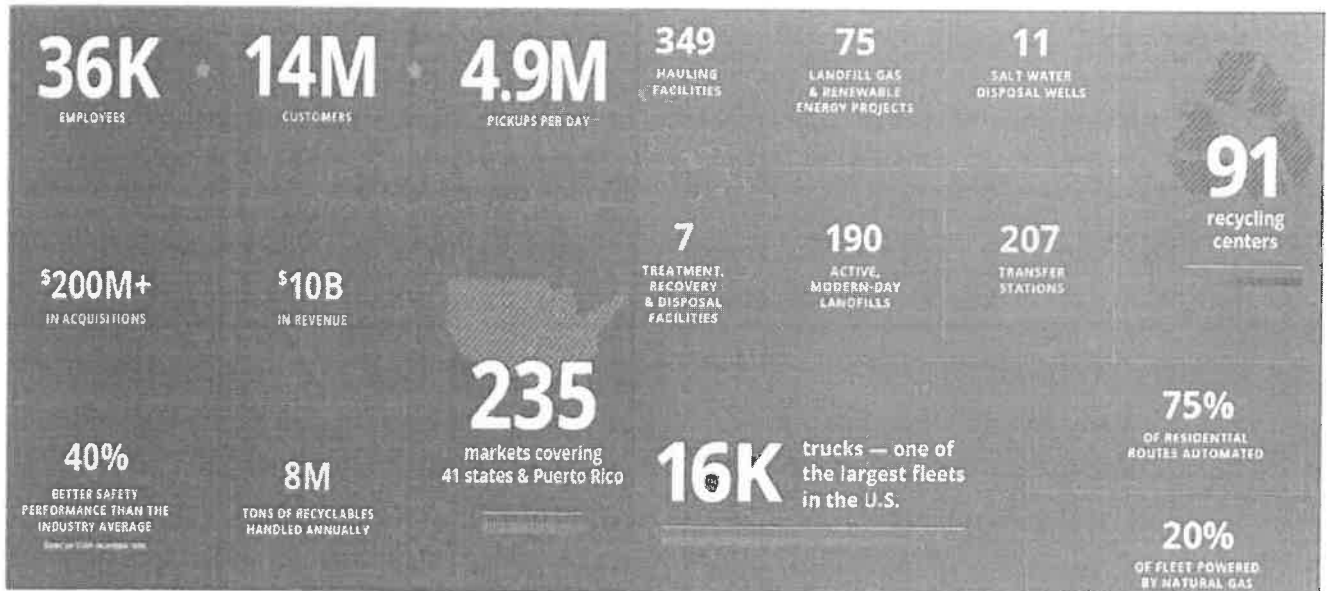 36K
EMPLOYEES
14M
CUSTOMERS
4.9M
PICKUPS PER DAY
349
HAULING
FACILITIES
75
LANDFILL GAS
& RENEWABLE
ENERGY PROJECTS
11
SALT WATER
DISPOSAL WELLS
91
recycling
centers
$200M+
IN ACQUISITIONS
$10B
IN REVENUE
7
TREATMENT,
RECOVERY
& DISPOSAL
FACILITIES
190
ACTIVE,
MODERN-DAY
LANDFILLS
207
TRANSFER
STATIONS
235
markets covering
41 states & Puerto Rico
40%
BETTER SAFETY
PERFORMANCE THAN THE
INDUSTRY AVERAGE
8M
TONS OF RECYCLABLES
HANDLED ANNUALLY
16K
trucks — one of
the largest fleets
in the U.S.
75%
OF RESIDENTIAL
ROUTES AUTOMATED
20%
OF FLEET POWERED
BY NATURAL GAS